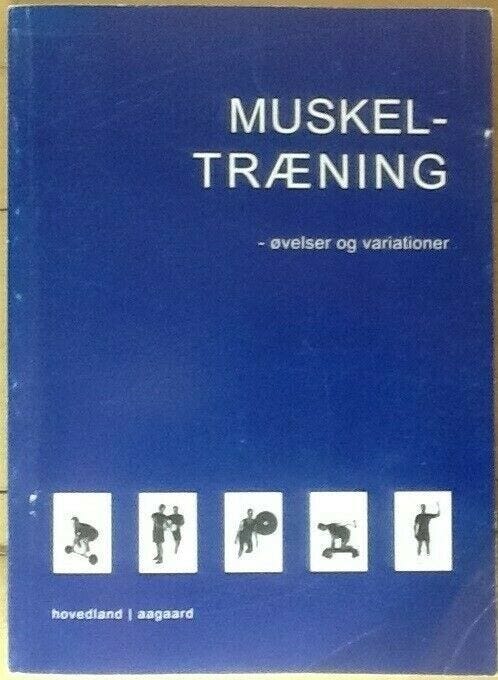 MUSKEL-
TRÆNING
- øvelser og variationer
hovedland | aagaard